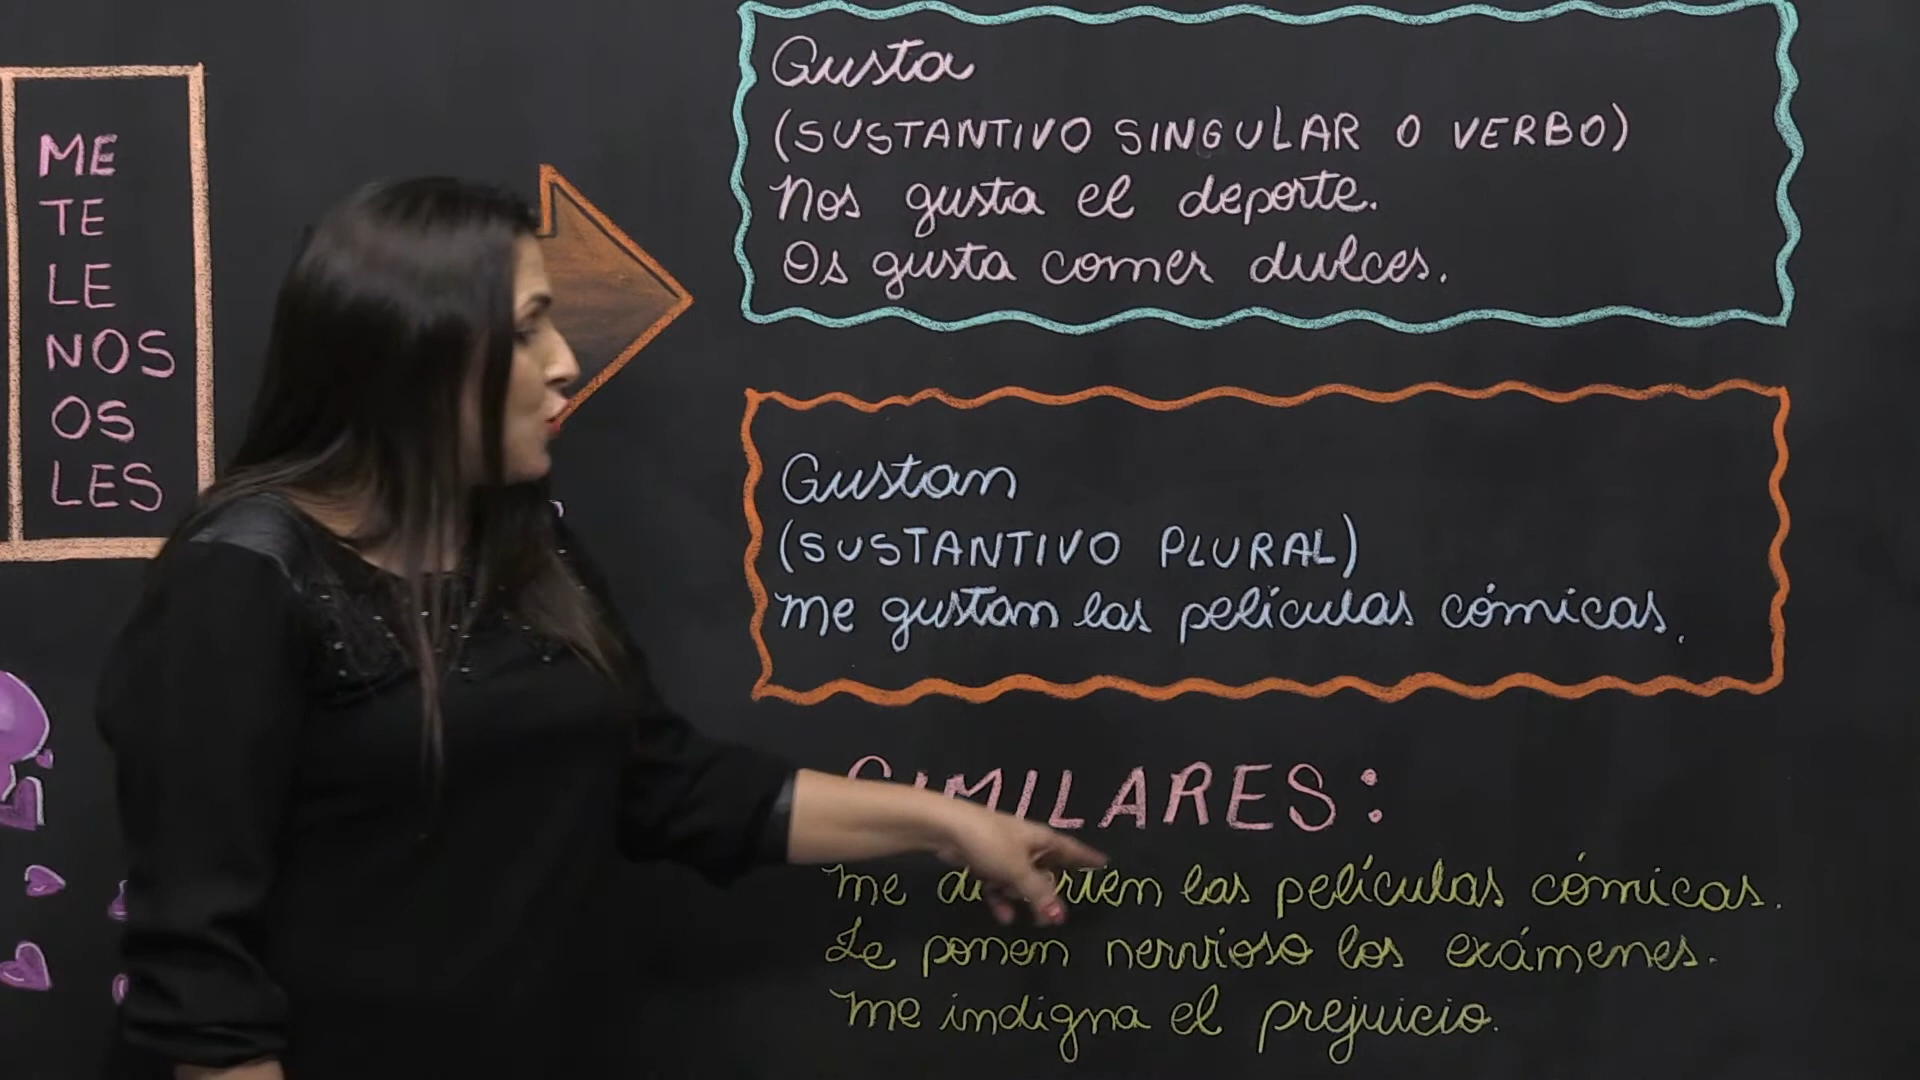 ME
TE
LE
NOS
OS
LES
Gusta
(SUSTANTIVO SINGULAR O VERBO)
Nos gusta el deporte.
Os gusta comer dulces.
Gustan
(SUSTANTIVO PLURAL)
Me gustan las películas cómicas.
SIMILARES:
Me las películas cómicas.
Le ponen nervioso los exámenes.
Me indigna el prejuicio.